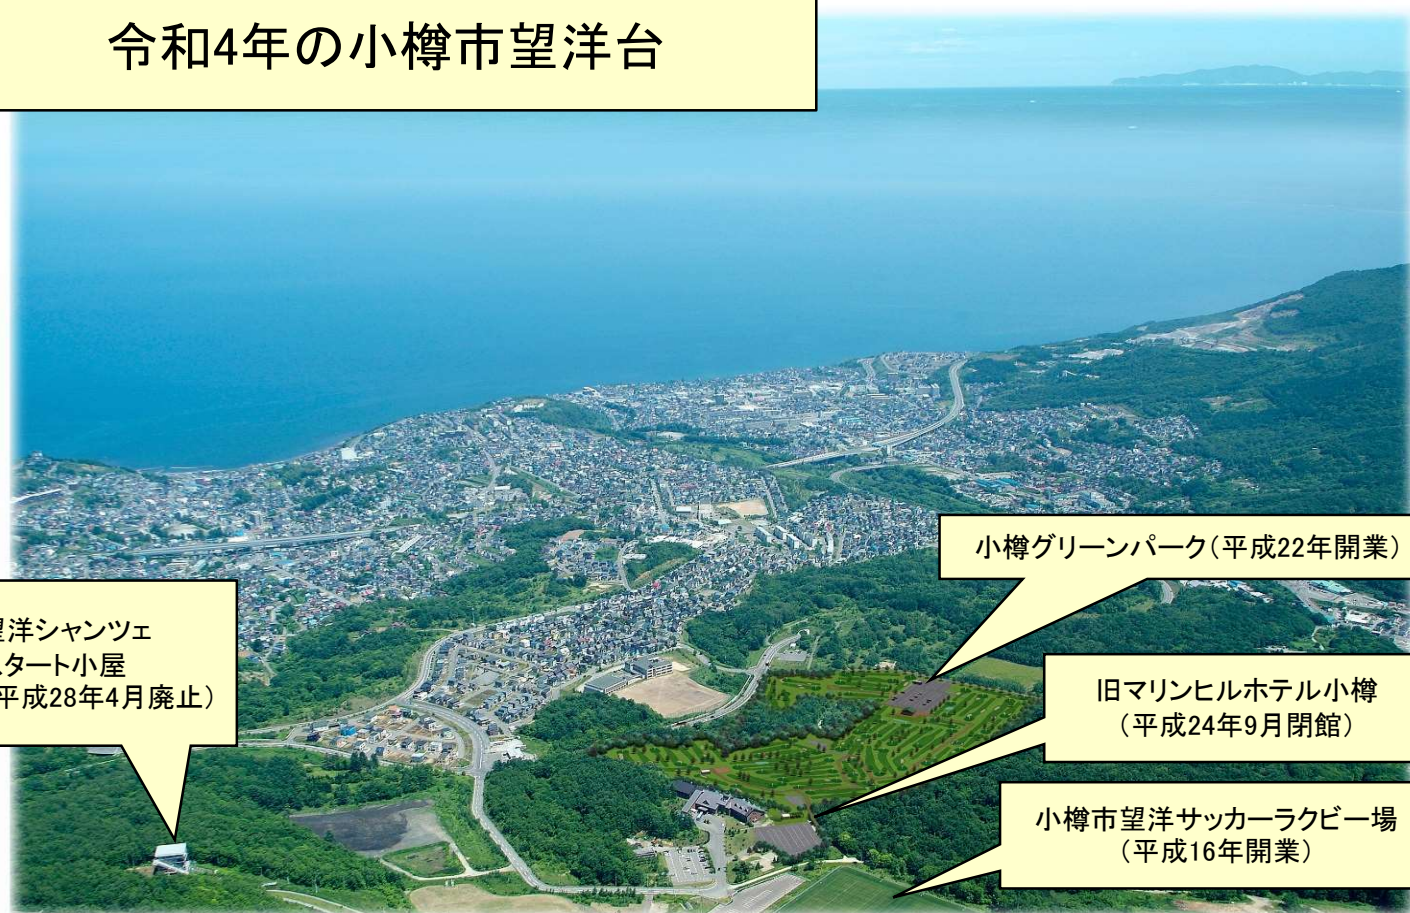 令和4年の小樽市望洋台
小樽グリーンパーク(平成22年開業)
望洋シャンツェ
スタート小屋
平成28年4月廃止)
旧マリンヒルホテル小樽
(平成24年9月閉館)
小樽市望洋サッカーラクビー場
(平成16年開業)